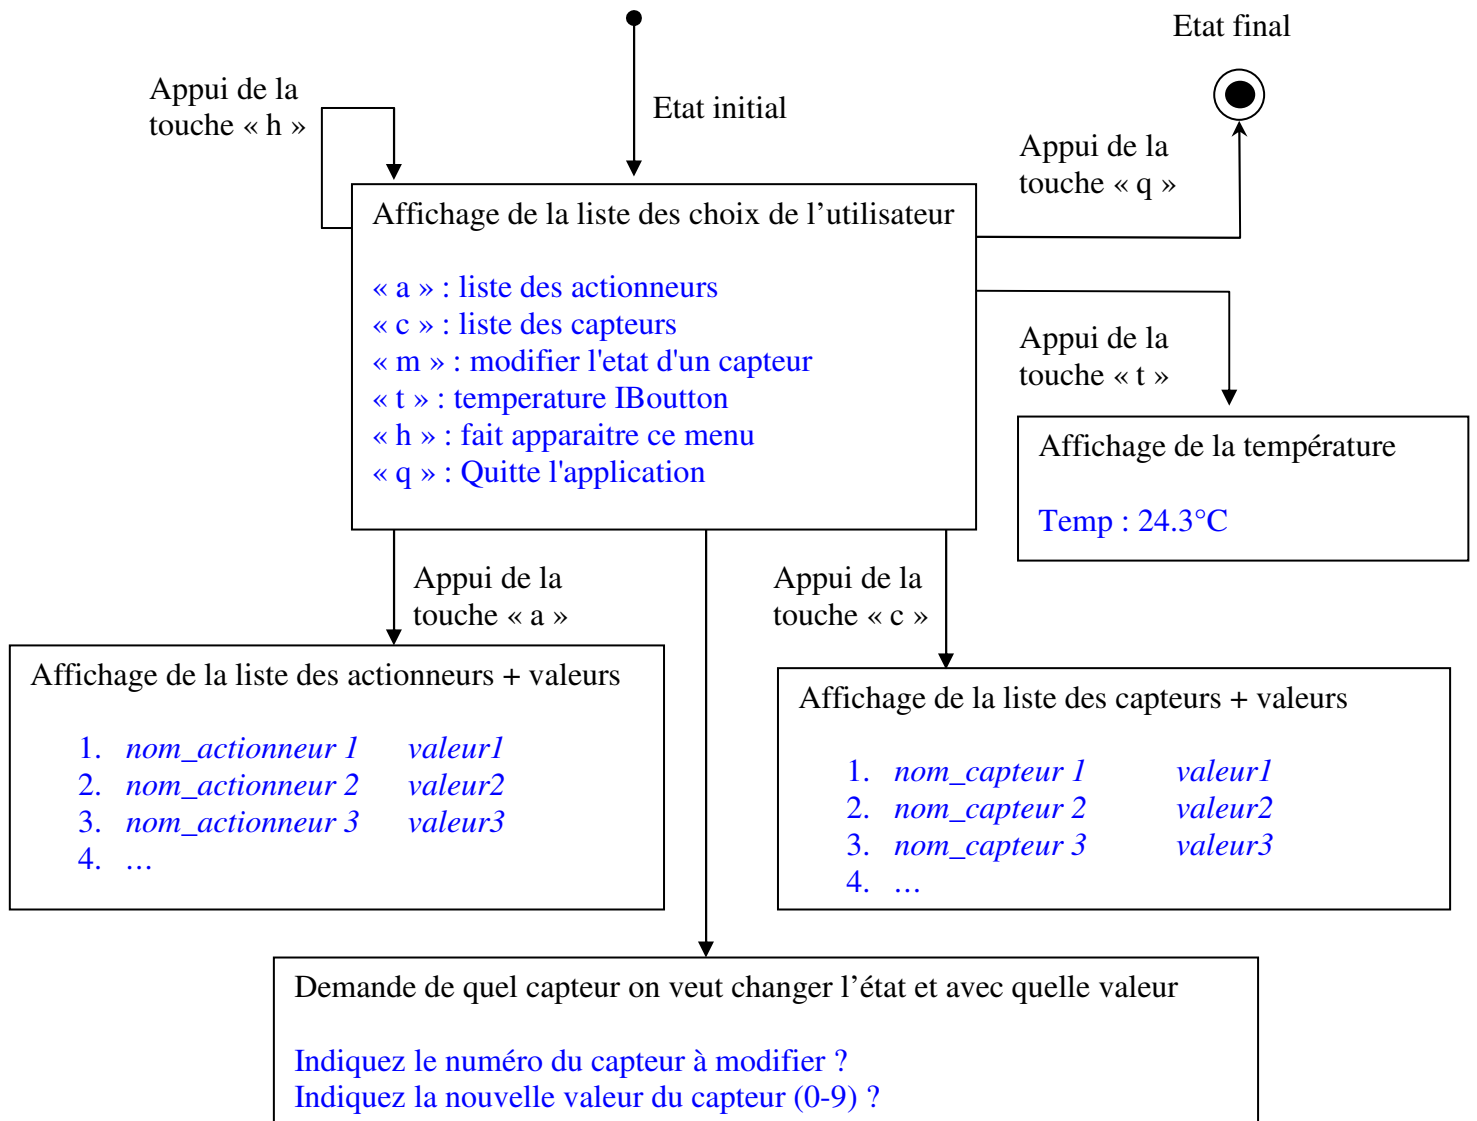 Etat final
Appui de la
touche « h »
Etat initial
Appui de la
touche « q »
Affichage de la liste des choix de l’utilisateur
« a » : liste des actionneurs
« c » : liste des capteurs
« m » : modifier l'etat d'un capteur
« t » : temperature IBoutton
« h » : fait apparaitre ce menu
« q » : Quitte l'application
Appui de la
touche « t »
Affichage de la température
Temp : 24.3°C
Appui de la
touche « a »
Appui de la
touche « c »
Affichage de la liste des actionneurs + valeurs
1. nom_actionneur 1 valeur1
2. nom_actionneur 2 valeur2
3. nom_actionneur 3 valeur3
4. …
Affichage de la liste des capteurs + valeurs
1. nom_capteur 1 valeur1
2. nom_capteur 2 valeur2
3. nom_capteur 3 valeur3
4. …
Demande de quel capteur on veut changer l’état et avec quelle valeur
Indiquez le numéro du capteur à modifier ?
Indiquez la nouvelle valeur du capteur (0-9) ?